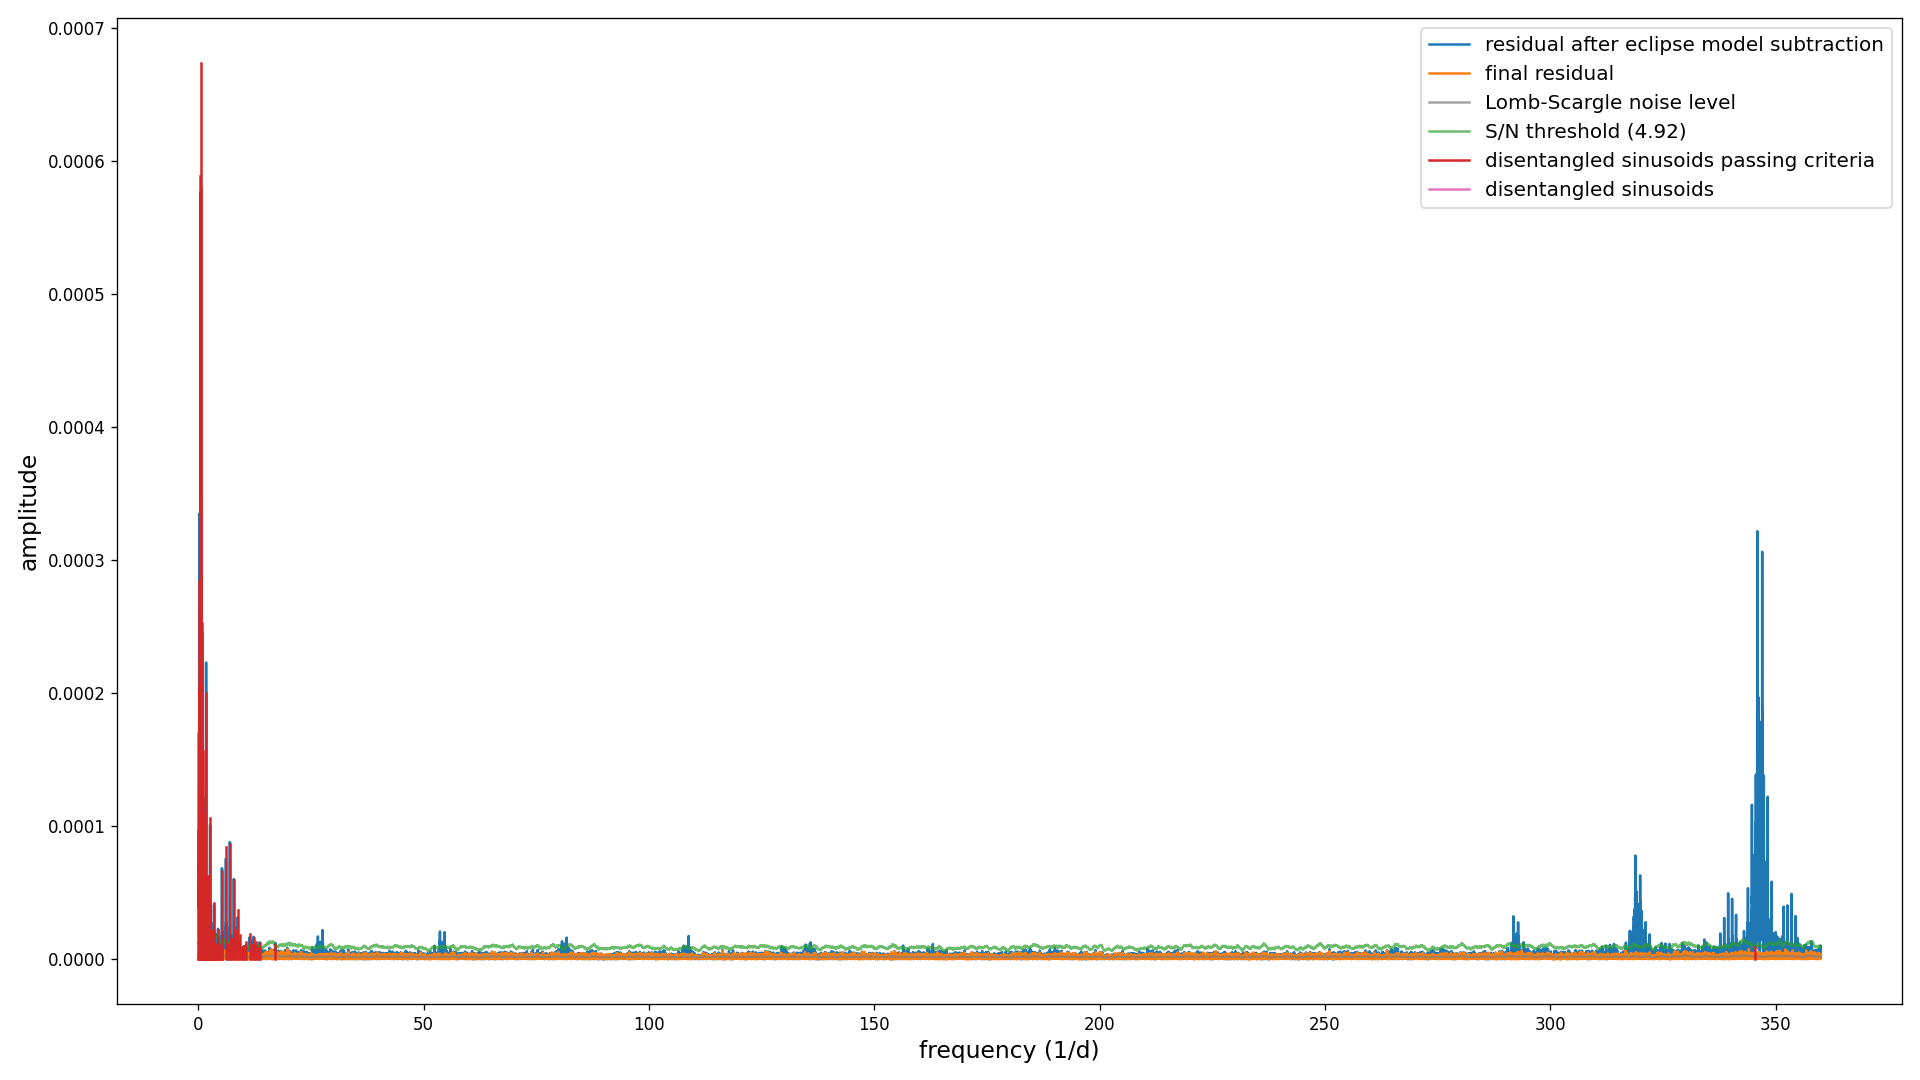 0.0007
0.0006
0.0005
0.0004
0.0003
0.0002
0.0001
0.0000
amplitude
0
50
100
150
200
250
300
350
frequency (1/d)
residual after eclipse model subtraction
final residual
Lomb-Scargle noise level
S/N threshold (4.92)
disentangled sinusoids passing criteria
disentangled sinusoids